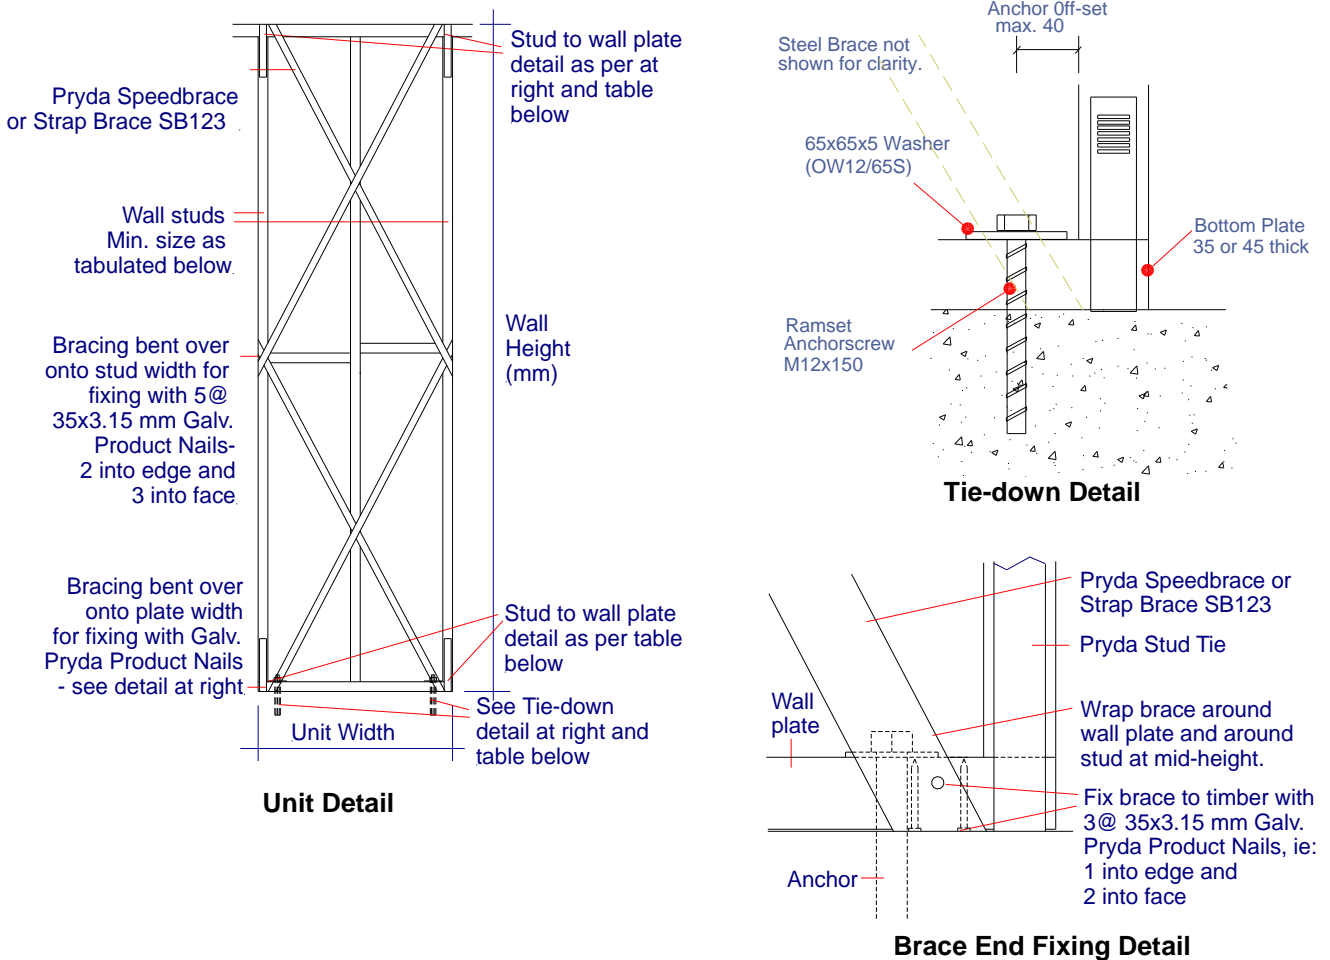 Stud to wall plate
detail as per at
right and table
below
Pryda Speedbrace
or Strap Brace SB123
Wall studs
Min. size as
tabulated below
Wall
Height
(mm)
Bracing bent over
onto stud width for
fixing with 5@
35x3.15 mm Galv.
Product Nails-
2 into edge and
3 into face
Bracing bent over
onto plate width
for fixing with Galv.
Pryda Product Nails
- see detail at right
Stud to wall plate
detail as per table
below
See Tie-down
detail at right and
table below
Unit Width
Unit Detail
Anchor 0ff-set
max. 40
Steel Brace not
shown for clarity.
65x65x5 Washer
(OW12/65S)
Bottom Plate
35 or 45 thick
Ramset
Anchorscrew
M12x150
Tie-down Detail
Pryda Speedbrace or
Strap Brace SB123
Pryda Stud Tie
Wall
plate
Wrap brace around
wall plate and around
stud at mid-height.
Fix brace to timber with
3@ 35x3.15 mm Galv.
Pryda Product Nails, ie:
1 into edge and
2 into face
Anchor
Brace End Fixing Detail